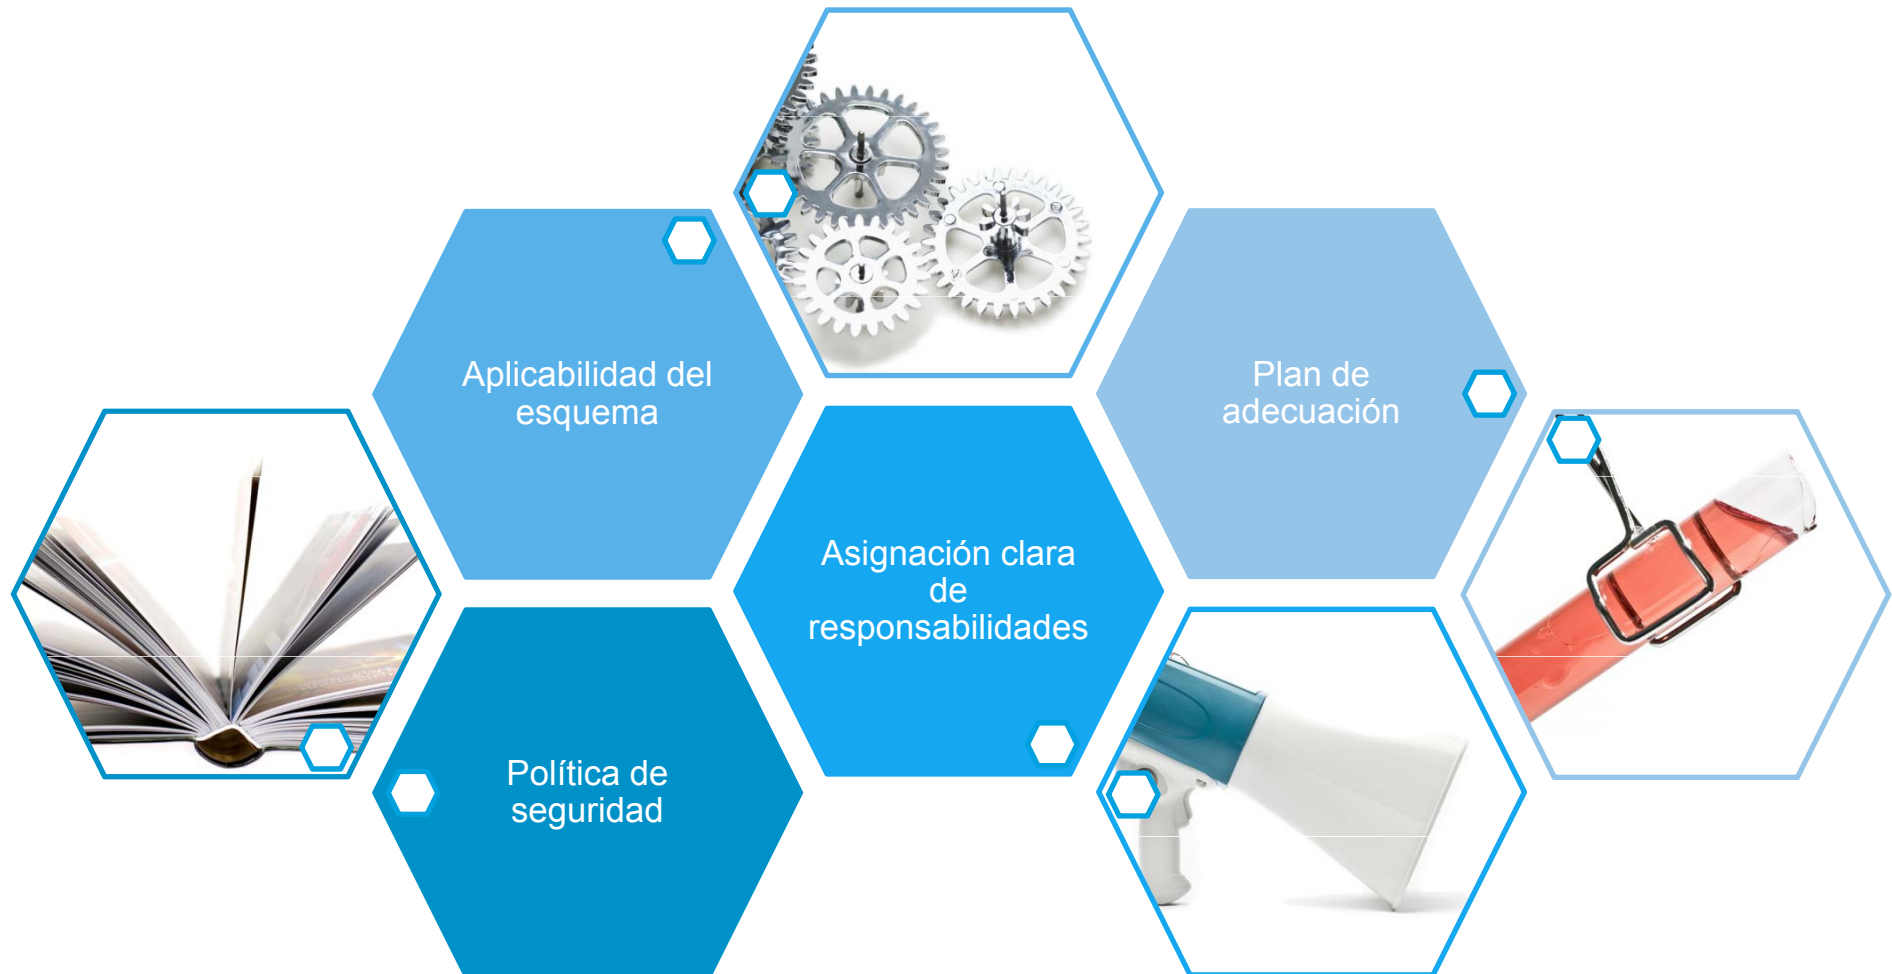 Aplicabilidad del
esquema
Plan de
adecuación
Asignación clara
de
responsabilidades
Política de
seguridad